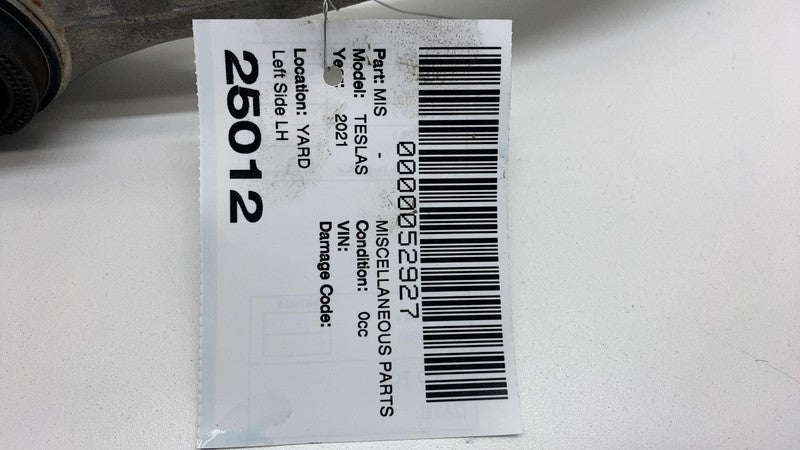 0000052927
Part: MIS - MISCELLANEOUS PARTS
Model: TESLAS Condition: 0cc
Year: 2021 VIN:
Damage Code:
Location: YARD
Left Side LH
25012